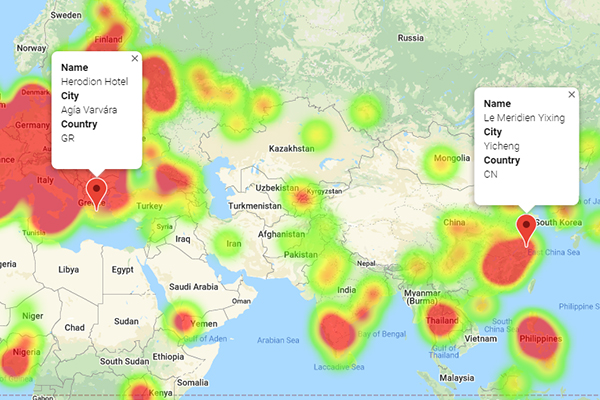 Sweden
Finland
Norway
Russia
×
Name
Herodion Hotel
City
Agía Varvára
Country
GR
×
Name
Le Meridien Yixing
City
Yicheng
Country
CN
Denmark
Germany
Kazakhstan
Mongolia
Italy
Greece
Turkey
Uzbekistan
Kyrgyzstan
Turkmenistan
China
South Korea
Tunisia
Syria
Iraq
Iran
Afghanistan
Pakistan
East China Sea
Algeria
Libya
Egypt
Nepal
Saudi Arabia
Oman
India
Myanmar
(Burma)
Niger
Chad
Sudan
Yemen
Gulf of Aden
Arabian Sea
Bay of Bengal
Thailand
Vietnam
South
China Sea
Philippine S
Philippines
Gulf of
Thailand
Nigeria
Ethiopia
South Sudan
Somalia
Laccadive Sea
Malaysia
Kenya